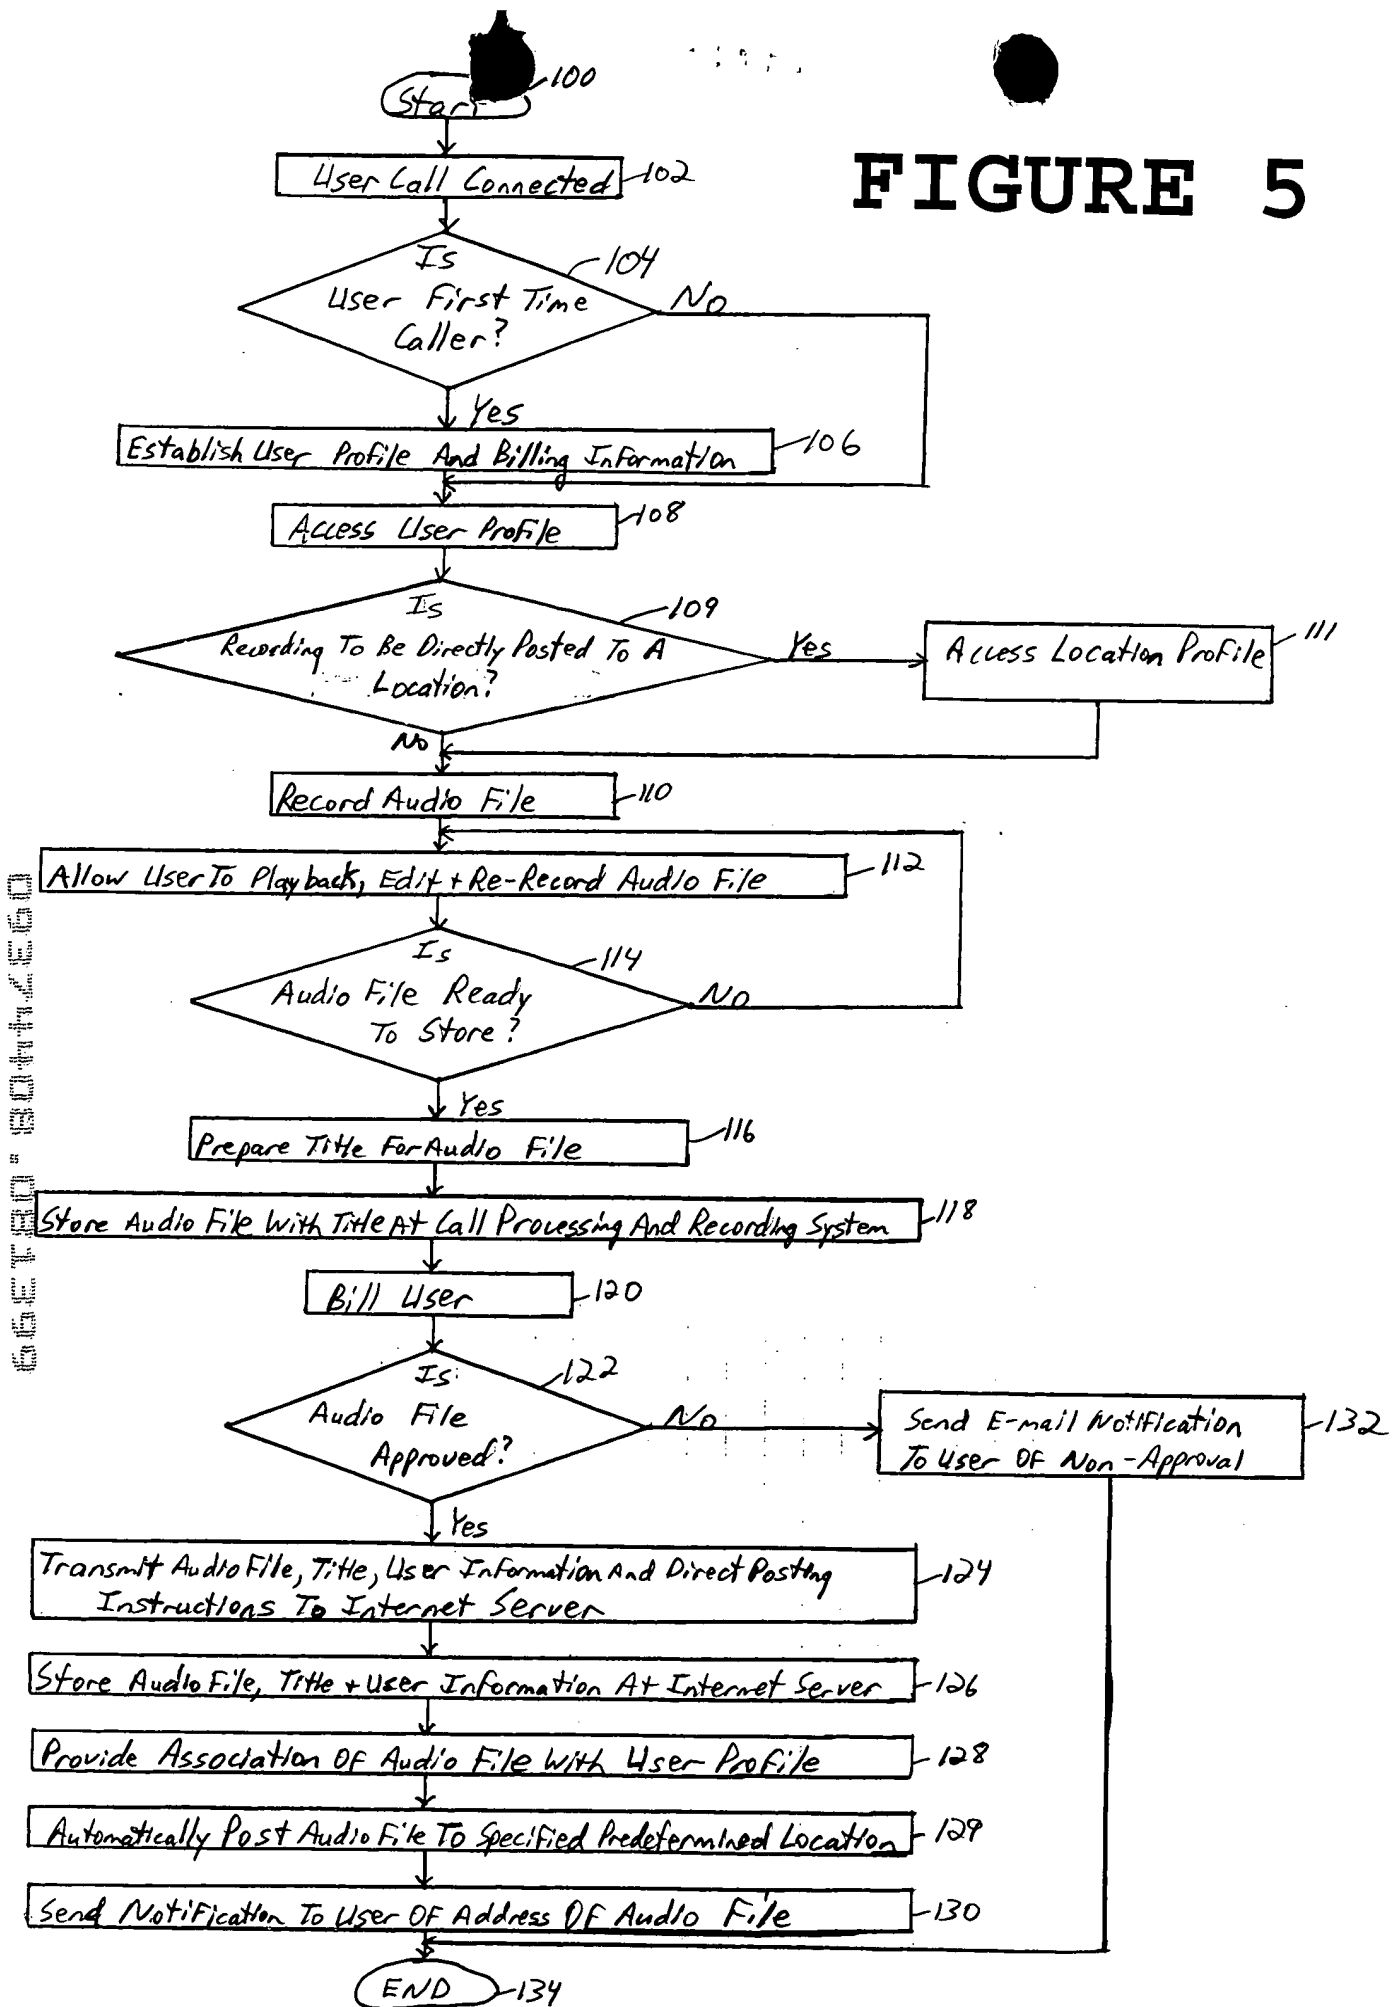 100
Start
FIGURE 5
User Call Connected
102
Is
104
User First Time
No
Caller?
Yes
Establish User Profile And Billing Information
106
Access User Profile
108
Is
109
Recording To Be Directly Posted To A
Yes
Location?
Access Location Profile
111
No
Record Audio File
110
Allow User To Playback, Edit + Re-Record Audio File
112
Is
114
Audio File Ready
No
To Store?
Yes
Prepare Title For Audio File
116
Store Audio File With Title At Call Processing And Recording System
118
Bill User
120
Is
122
Audio File
No
Approved?
Send E-mail Notification
To User Of Non-Approval
132
Yes
Transmit Audio File, Title, User Information And Direct Posting
Instructions To Internet Server
124
Store Audio File, Title + User Information At Internet Server
126
Provide Association Of Audio File With User Profile
128
Automatically Post Audio File To Specified Predetermined Location
129
Send Notification To User Of Address Of Audio File
130
END
134